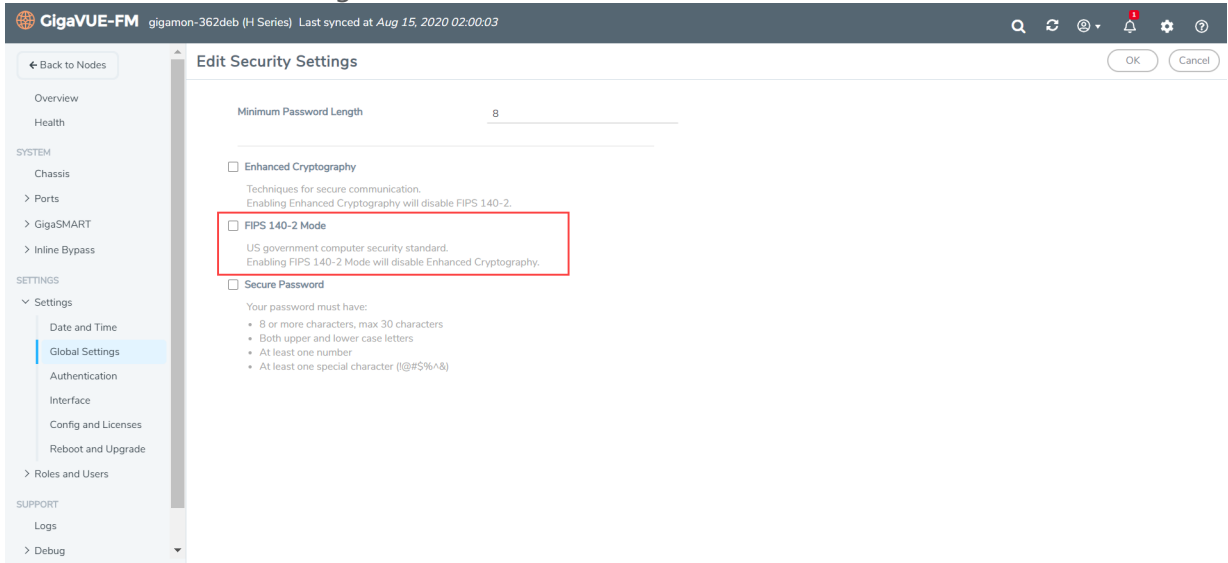 GigaVUE-FM gigamon-362deb (H Series) Last synced at Aug 15, 2020 02:00:03
1
Back to Nodes
Edit Security Settings
OK
Cancel
Overview
Health
SYSTEM
Chassis
Ports
GigaSMART
Inline Bypass
SETTINGS
Settings
Date and Time
Global Settings
Authentication
Interface
Config and Licenses
Reboot and Upgrade
Roles and Users
SUPPORT
Logs
Debug
Minimum Password Length 8
Enhanced Cryptography
Techniques for secure communication.
Enabling Enhanced Cryptography will disable FIPS 140-2.
FIPS 140-2 Mode
US government computer security standard.
Enabling FIPS 140-2 Mode will disable Enhanced Cryptography.
Secure Password
Your password must have:
• 8 or more characters, max 30 characters
• Both upper and lower case letters
• At least one number
• At least one special character (!@#$%^&)